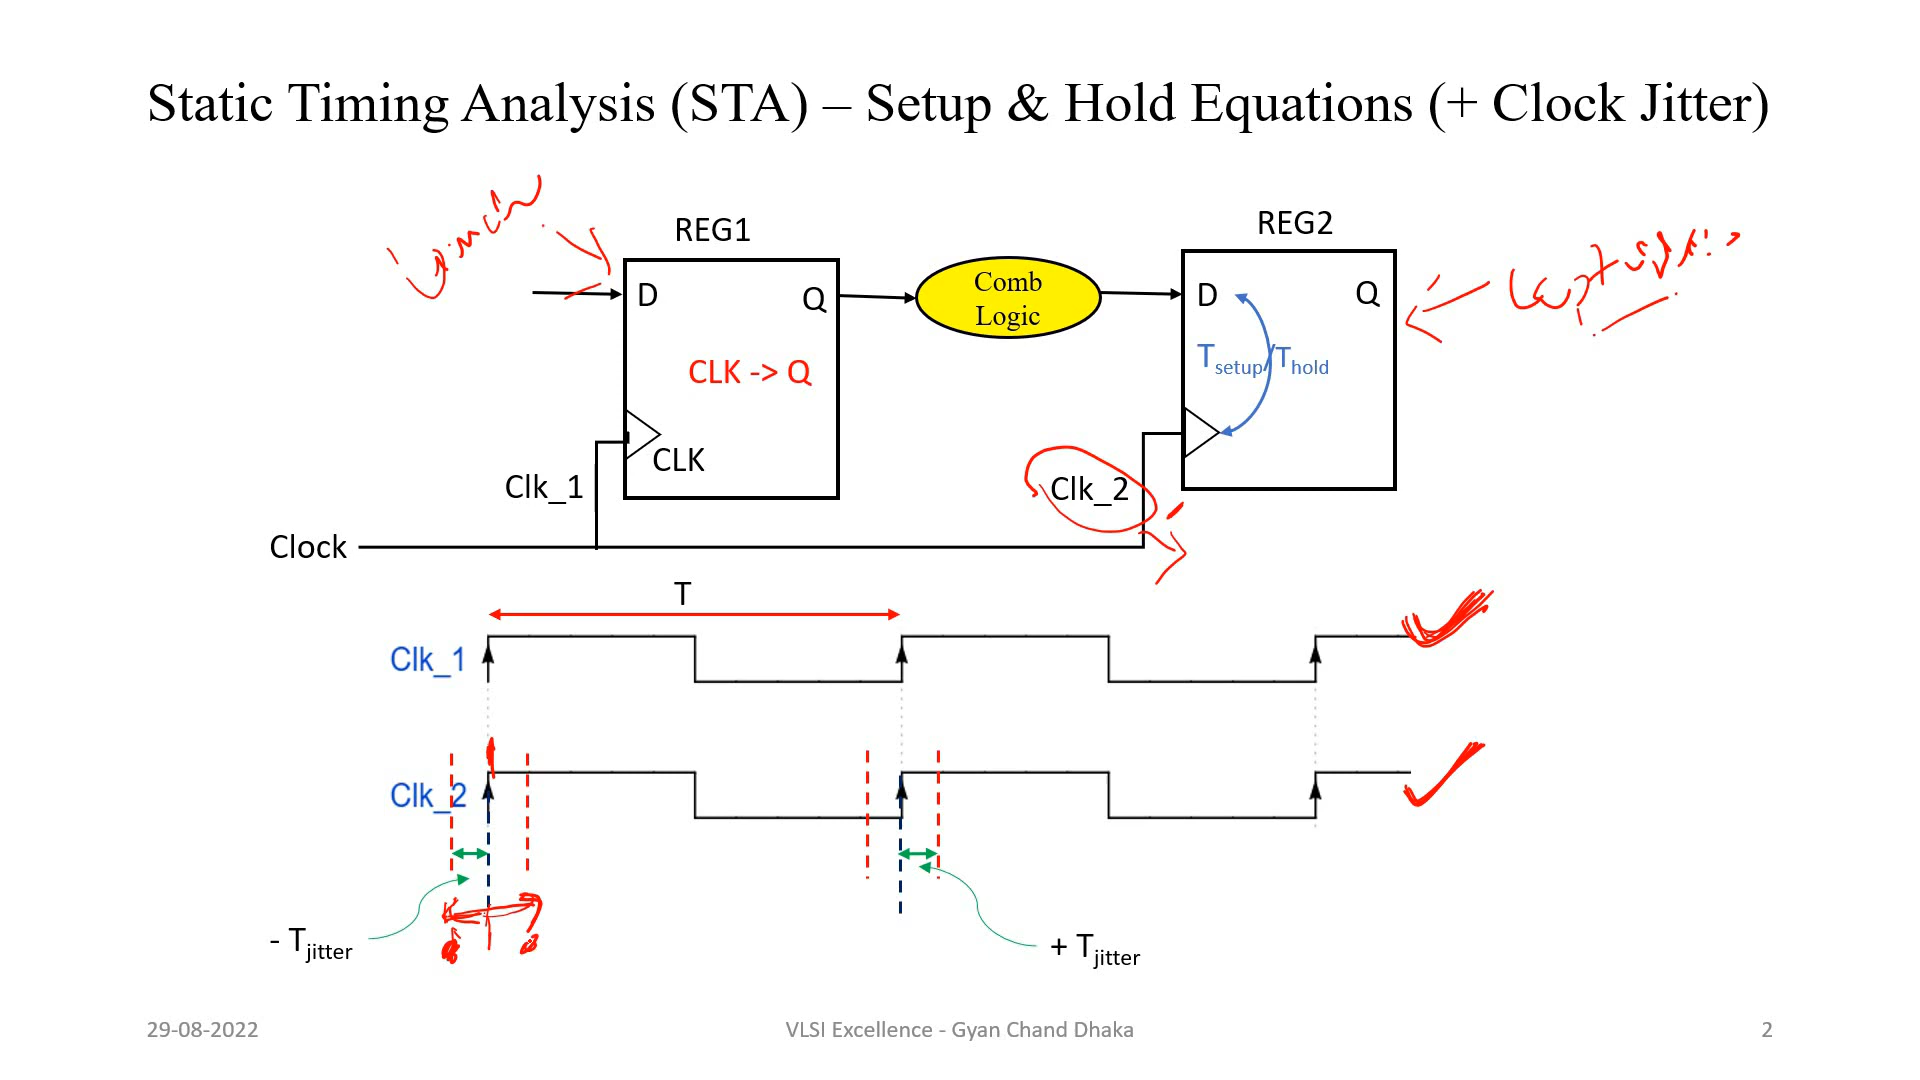 Static Timing Analysis (STA) – Setup & Hold Equations (+ Clock Jitter)
Launch
REG1
REG2
D
Q
Comb
Logic
D
Q
CLK -> Q
Tsetup/Thold
CLK
Clk_1
Clk_2
Clock
T
Clk_1
Clk_2
- Tjitter
+ Tjitter
29-08-2022
VLSI Excellence - Gyan Chand Dhaka
2